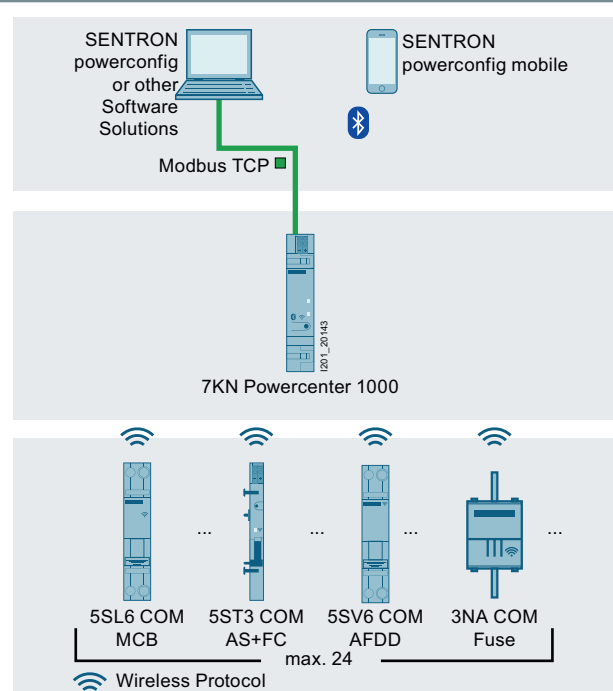 SENTRON
powerconfig
or other
Software
Solutions
SENTRON
powerconfig mobile
Modbus TCP
I201_20143
7KN Powercenter 1000
... ... ... ...
5SL6 COM 5ST3 COM 5SV6 COM 3NA COM
MCB AS+FC AFDD Fuse
max. 24
Wireless Protocol